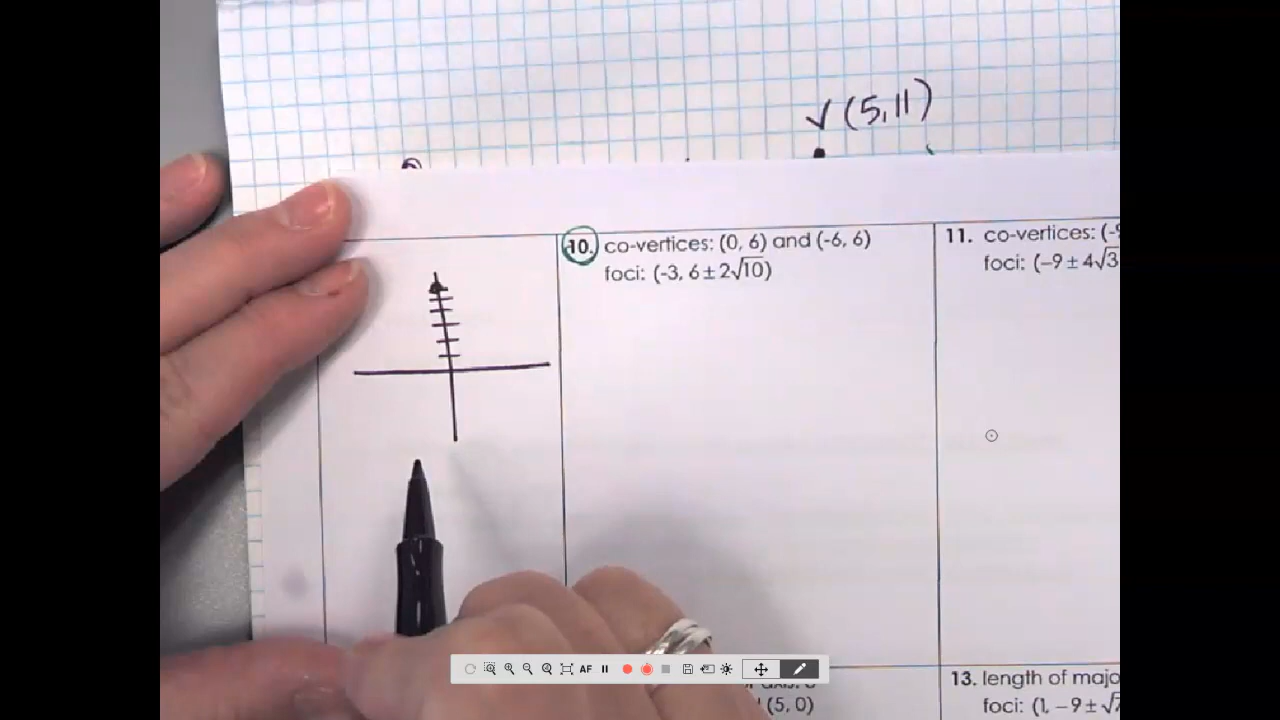 ✓ (5,11)
10. co-vertices: (0, 6) and (-6, 6)
foci: (-3, 6 ± 2√10)
11. co-vertices:
foci: (−9 ± 4√3
AF
(5, 0)
13. length of majo
foci: (1, −9 ±